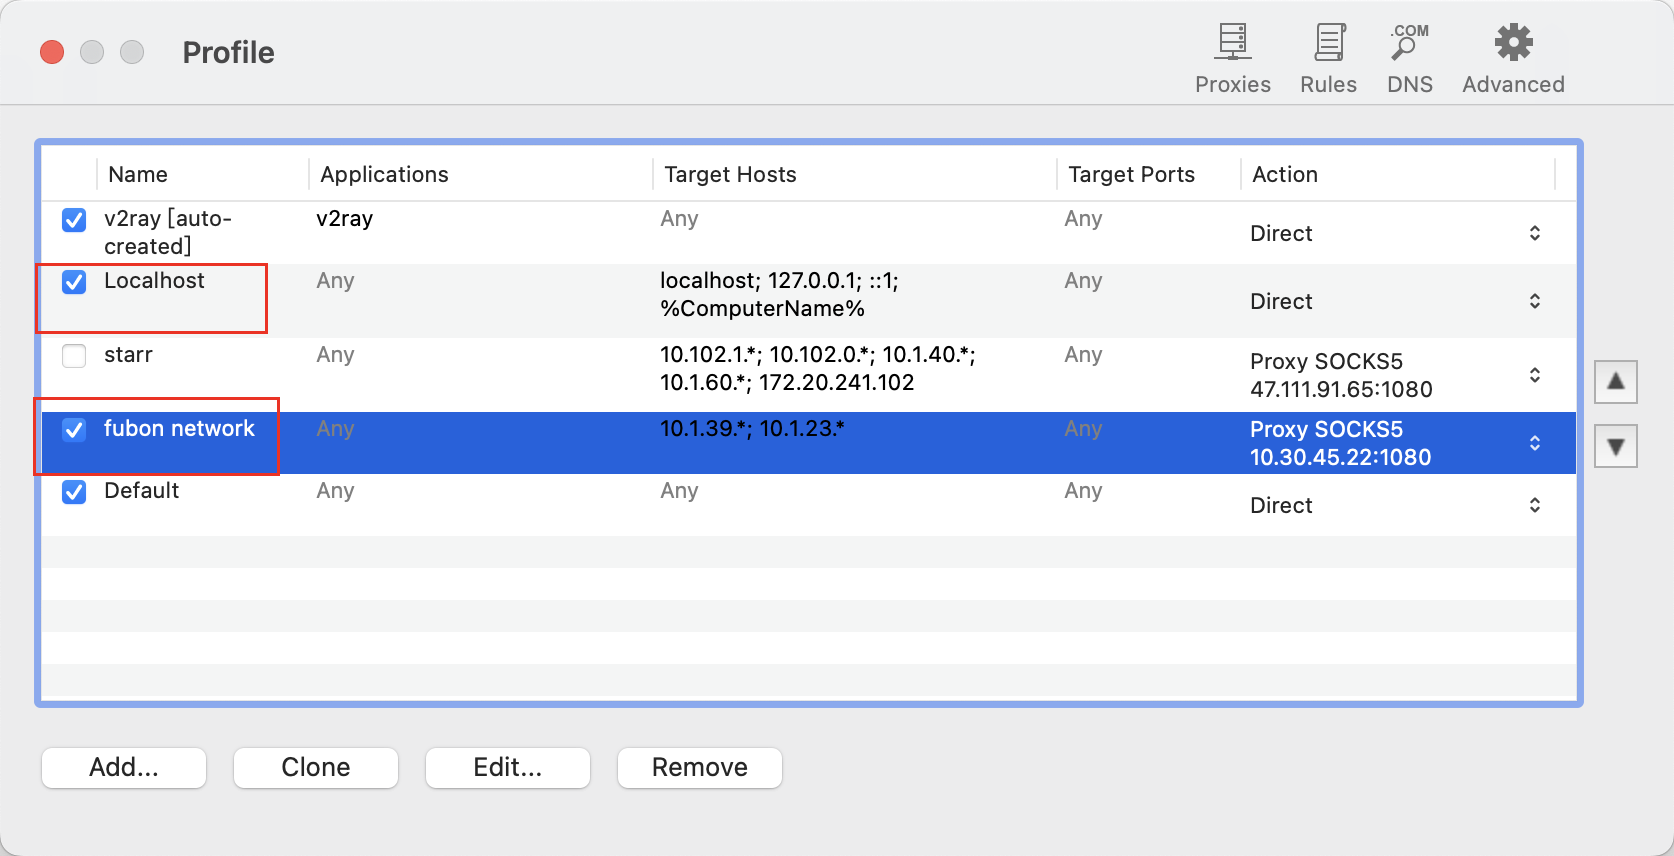 Profile
.COM
Proxies Rules DNS Advanced
Name Applications Target Hosts Target Ports Action
v2ray [auto-
created] v2ray Any Any Direct
Localhost Any localhost; 127.0.0.1; ::1;
%ComputerName% Any Direct
starr Any 10.102.1.*; 10.102.0.*; 10.1.40.*;
10.1.60.*; 172.20.241.102 Any Proxy SOCKS5
47.111.91.65:1080
fubon network Any 10.1.39.*; 10.1.23.* Any Proxy SOCKS5
10.30.45.22:1080
Default Any Any Any Direct
Add... Clone Edit... Remove